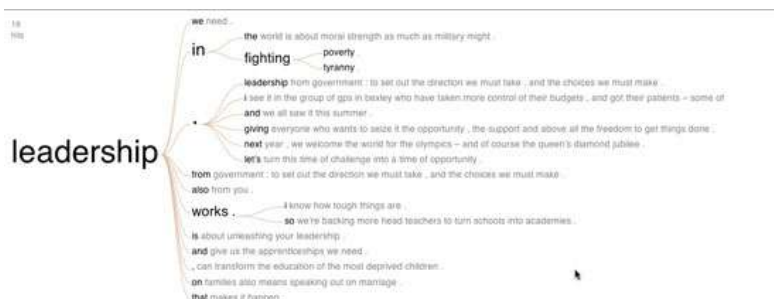 18
hits
we need .
in
the world is about moral strength as much as military might .
fighting
poverty .
tyranny .
leadership from government : to set out the direction we must take , and the choices we must make .
i see it in the group of gps in bexley who have taken more control of their budgets , and got their patients – some of
.
and we all saw it this summer .
giving everyone who wants to seize it the opportunity , the support and above all the freedom to get things done .
next year , we welcome the world for the olympics – and of course the queen's diamond jubilee .
let's turn this time of challenge into a time of opportunity .
leadership
from government : to set out the direction we must take , and the choices we must make .
also from you .
works .
i know how tough things are .
so we're backing more head teachers to turn schools into academies .
is about unleashing your leadership .
and give us the apprenticeships we need .
, can transform the education of the most deprived children .
on families also means speaking out on marriage .
that makes it happen